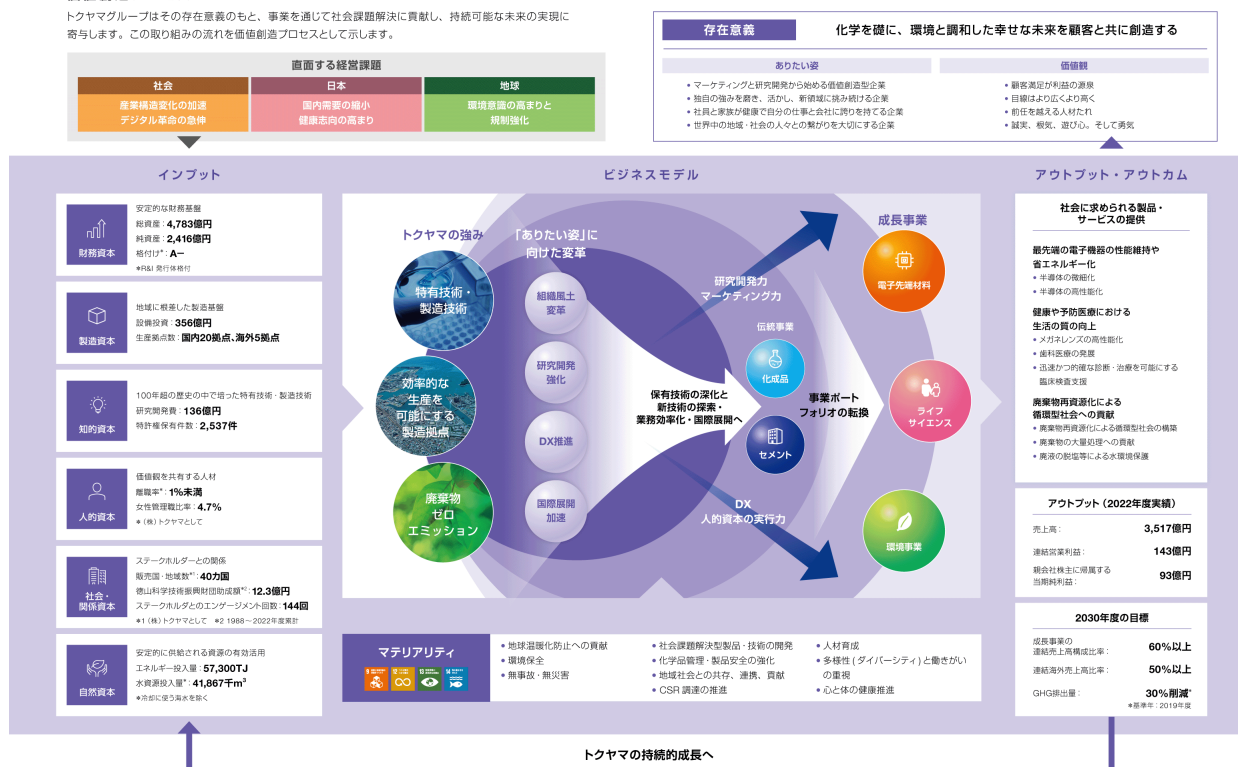 トクヤマグループはその存在意義のもと、事業を通じて社会課題解決に貢献し、持続可能な未来の実現に
寄与します。この取り組みの流れを価値創造プロセスとして示します。
直面する経営課題
社会
産業構造変化の加速
デジタル革命の急伸
日本
国内需要の縮小
健康志向の高まり
地球
環境意識の高まりと
規制強化
存在意義
化学を礎に、環境と調和した幸せな未来を顧客と共に創造する
ありたい姿
• マーケティングと研究開発から始める価値創造型企業
• 独自の強みを磨き、活かし、新領域に挑み続ける企業
• 社員と家族が健康で自分の仕事と会社に誇りを持てる企業
• 世界中の地域・社会の人々との繋がりを大切にする企業
価値観
• 顧客満足が利益の源泉
• 目線はより広くより高く
• 前任を越える人材たれ
• 誠実、根気、遊び心。そして勇気
インプット
財務資本
安定的な財務基盤
総資産:4,783億円
純資産:2,416億円
格付け*:A－
*R&I 発行体格付
製造資本
地域に根差した製造基盤
設備投資:356億円
生産拠点数:国内20拠点、海外5拠点
知的資本
100年超の歴史の中で培った特有技術・製造技術
研究開発費:136億円
特許権保有件数:2,537件
人的資本
価値観を共有する人材
離職率*:1%未満
女性管理職比率:4.7%
*(株)トクヤマとして
社会・
関係資本
ステークホルダーとの関係
販売国・地域数*1:40カ国
徳山科学技術振興財団助成額*2:12.3億円
ステークホルダとのエンゲージメント回数:144回
*1(株)トクヤマとして *2 1988～2022年度累計
自然資本
安定的に供給される資源の有効活用
エネルギー投入量:57,300TJ
水資源投入量*:41,867千m³
*冷却に使う海水を除く
ビジネスモデル
トクヤマの強み
特有技術・
製造技術
効率的な
生産を
可能にする
製造拠点
廃棄物
ゼロ
エミッション
「ありたい姿」に
向けた変革
組織風土
変革
研究開発
強化
DX推進
国際展開
加速
研究開発力
マーケティング力
保有技術の深化と
新技術の探索・
業務効率化・国際展開へ
DX
人的資本の実行力
伝統事業
化成品
セメント
事業ポート
フォリオの転換
成長事業
電子先端材料
ライフ
サイエンス
環境事業
マテリアリティ
• 地球温暖化防止への貢献
• 環境保全
• 無事故・無災害
• 社会課題解決型製品・技術の開発
• 化学品管理・製品安全の強化
• 地域社会との共存、連携、貢献
• CSR 調達の推進
• 人材育成
• 多様性(ダイバーシティ)と働きがい
の重視
• 心と体の健康推進
アウトプット・アウトカム
社会に求められる製品・
サービスの提供
最先端の電子機器の性能維持や
省エネルギー化
• 半導体の微細化
• 半導体の高性能化
健康や予防医療における
生活の質の向上
• メガネレンズの高性能化
• 歯科医療の発展
• 迅速かつ的確な診断・治療を可能にする
臨床検査支援
廃棄物再資源化による
循環型社会への貢献
• 廃棄物再資源化による循環型社会の構築
• 廃棄物の大量処理への貢献
• 廃液の脱塩等による水環境保護
アウトプット(2022年度実績)
売上高: 3,517億円
連結営業利益: 143億円
親会社株主に帰属する
当期純利益: 93億円
2030年度の目標
成長事業の
連結売上高構成比率: 60%以上
連結海外売上高比率: 50%以上
GHG排出量: 30%削減*
*基準年:2019年度
トクヤマの持続的成長へ